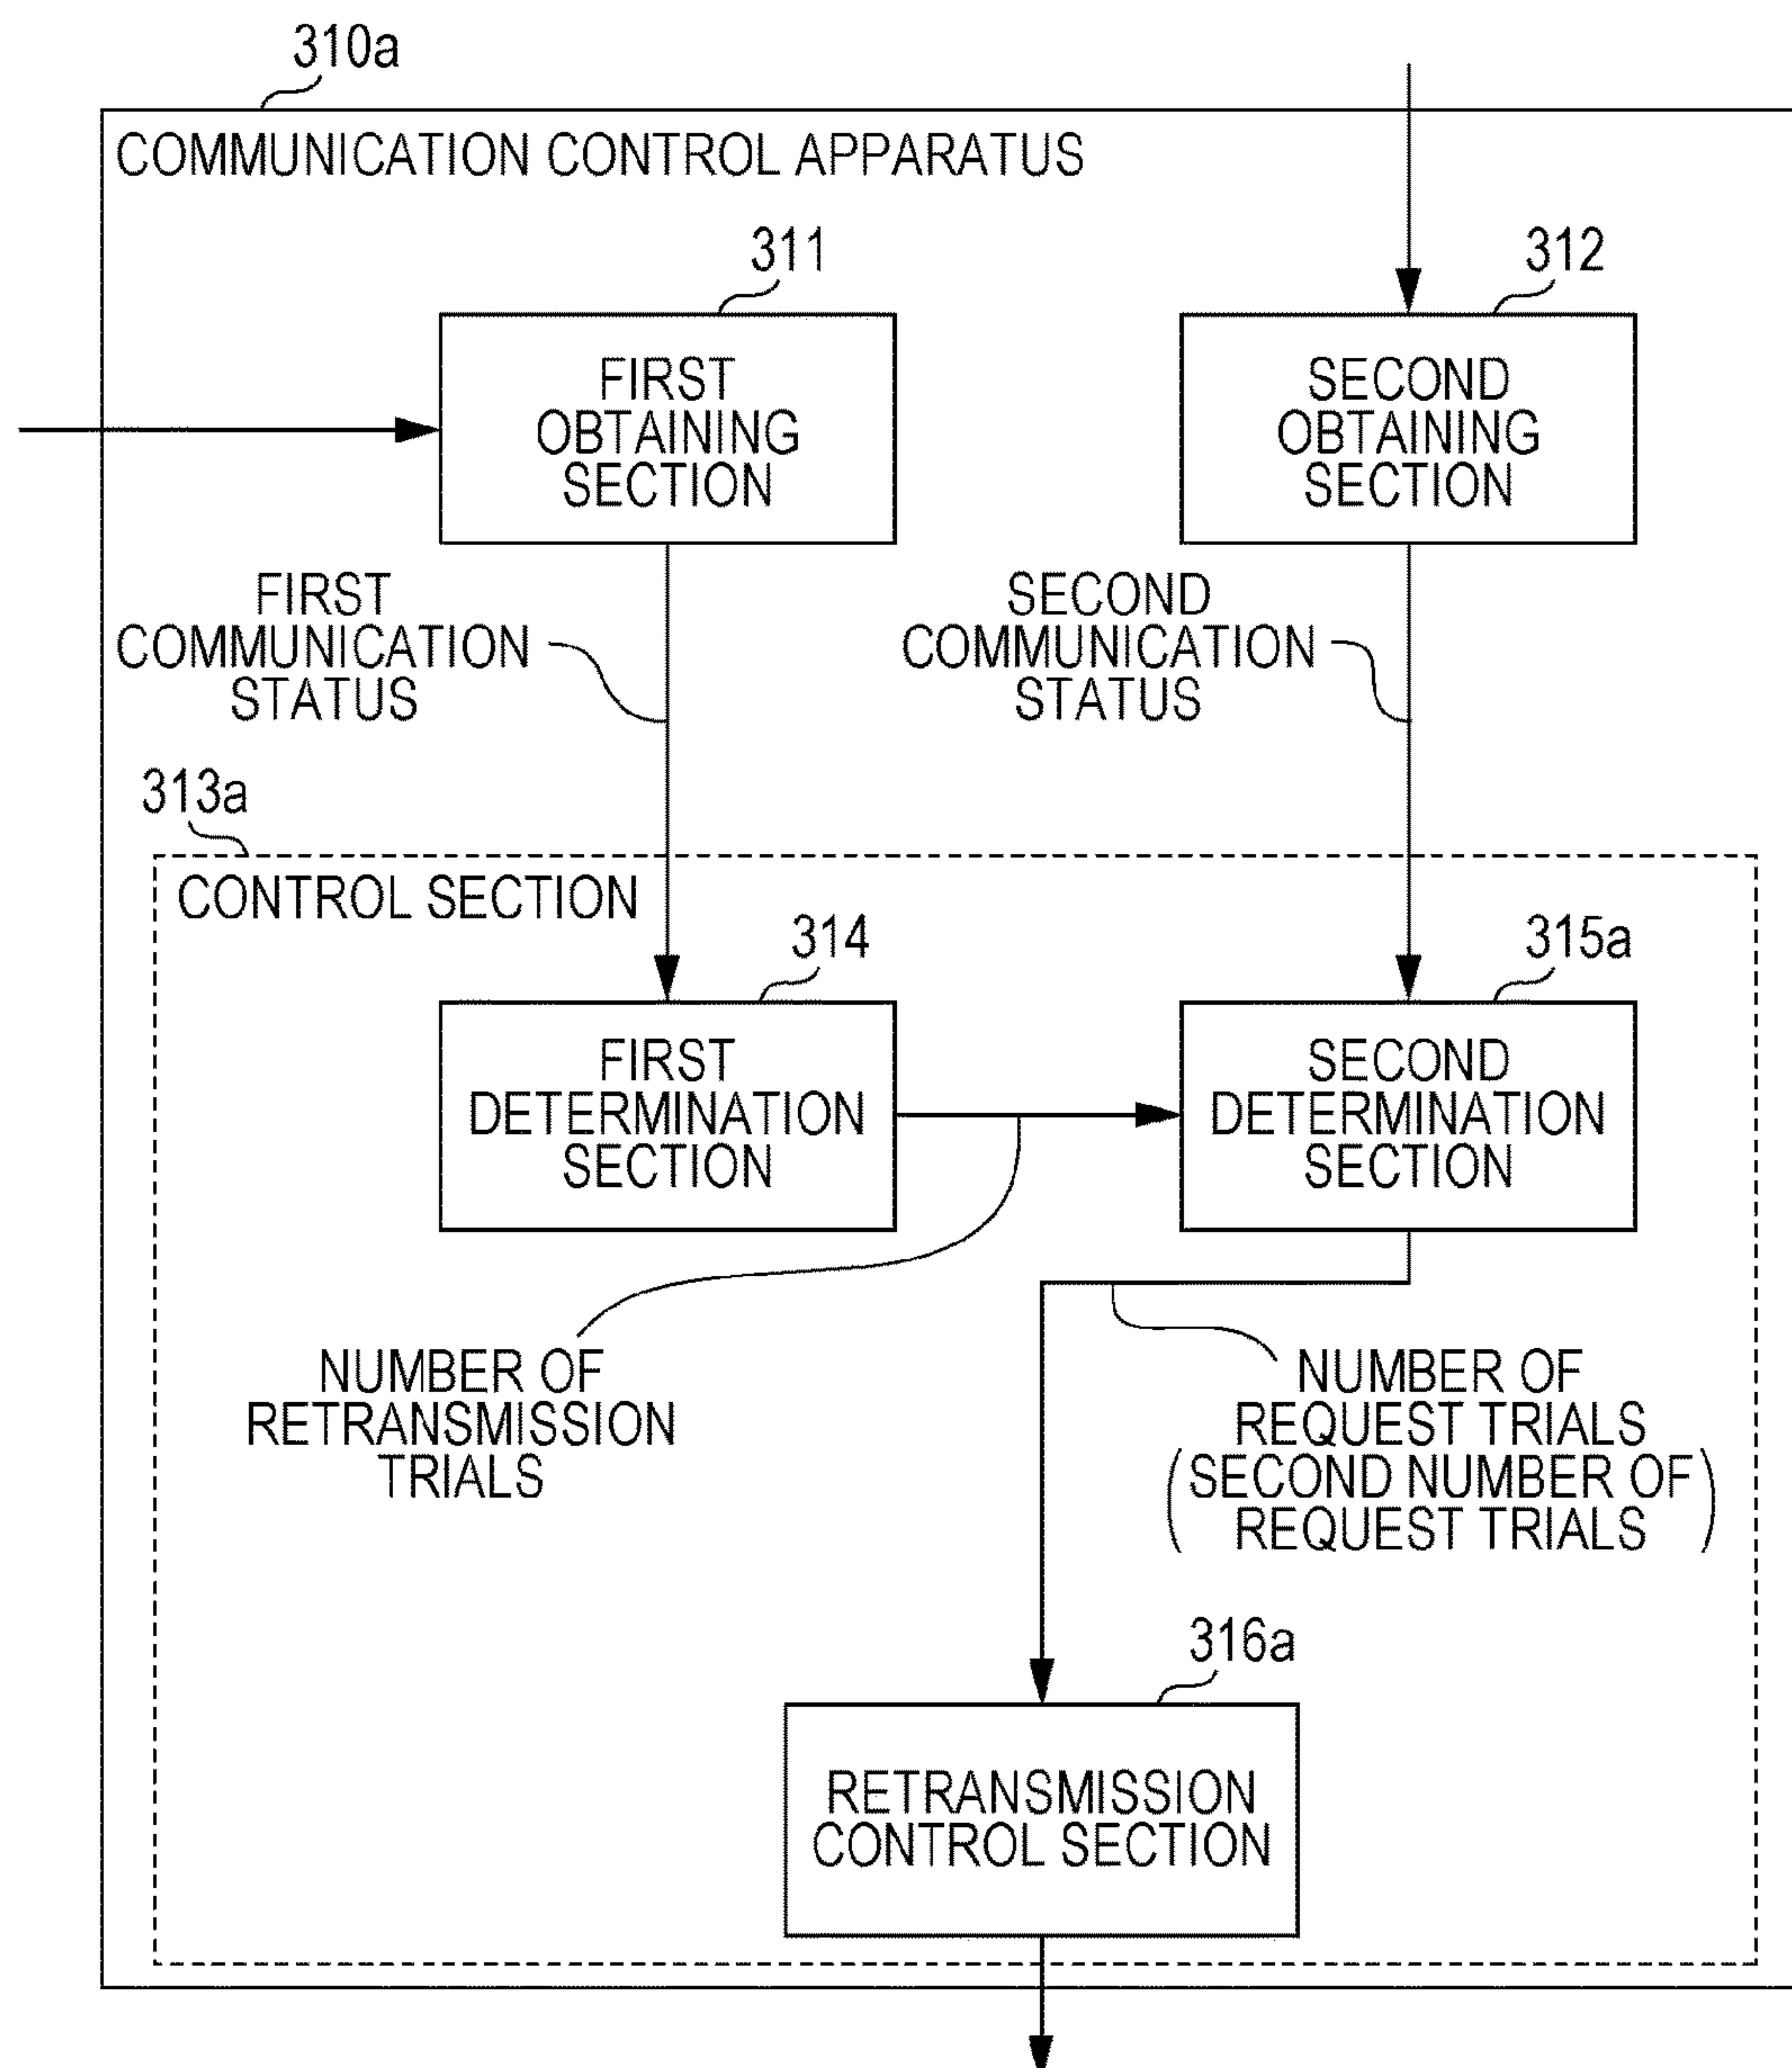 310a
COMMUNICATION CONTROL APPARATUS
311
312
FIRST
OBTAINING
SECTION
SECOND
OBTAINING
SECTION
FIRST
COMMUNICATION
STATUS
SECOND
COMMUNICATION
STATUS
313a
CONTROL SECTION
314
315a
FIRST
DETERMINATION
SECTION
SECOND
DETERMINATION
SECTION
NUMBER OF
RETRANSMISSION
TRIALS
NUMBER OF
REQUEST TRIALS
(SECOND NUMBER OF
REQUEST TRIALS)
316a
RETRANSMISSION
CONTROL SECTION